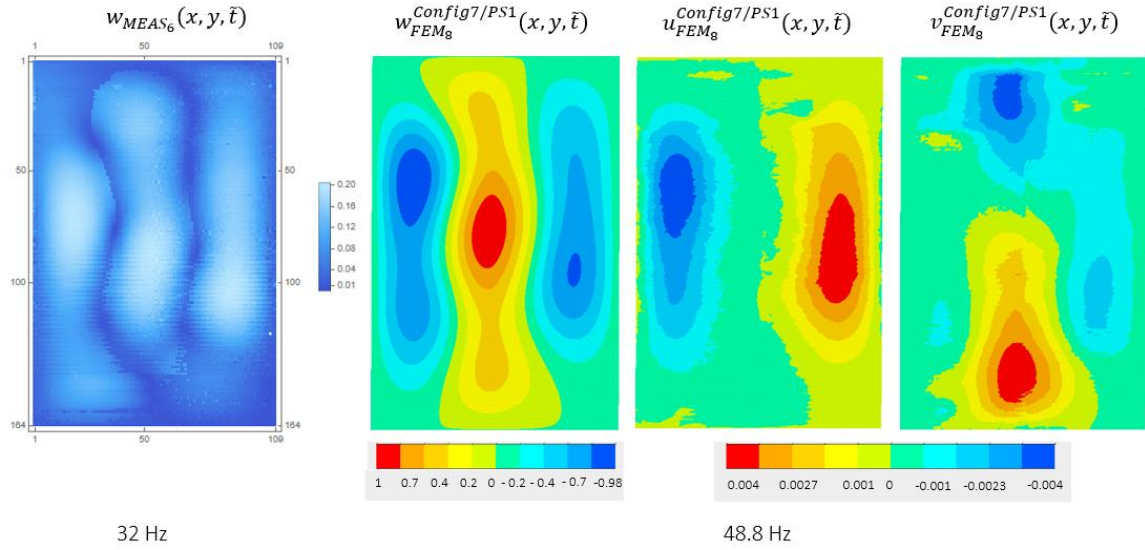 w_MEAS₆(x, y, t̃) w_FEM₈^Config7/PS1(x, y, t̃) u_FEM₈^Config7/PS1(x, y, t̃) v_FEM₈^Config7/PS1(x, y, t̃)
1 50 109
1 1
50 50
0.20
0.16
0.12
0.08
0.04
0.01
100 100
164 164
1 50 109
1 0.7 0.4 0.2 0 - 0.2 - 0.4 - 0.7 -0.98
0.004 0.0027 0.001 0 -0.001 -0.0023 -0.004
32 Hz 48.8 Hz